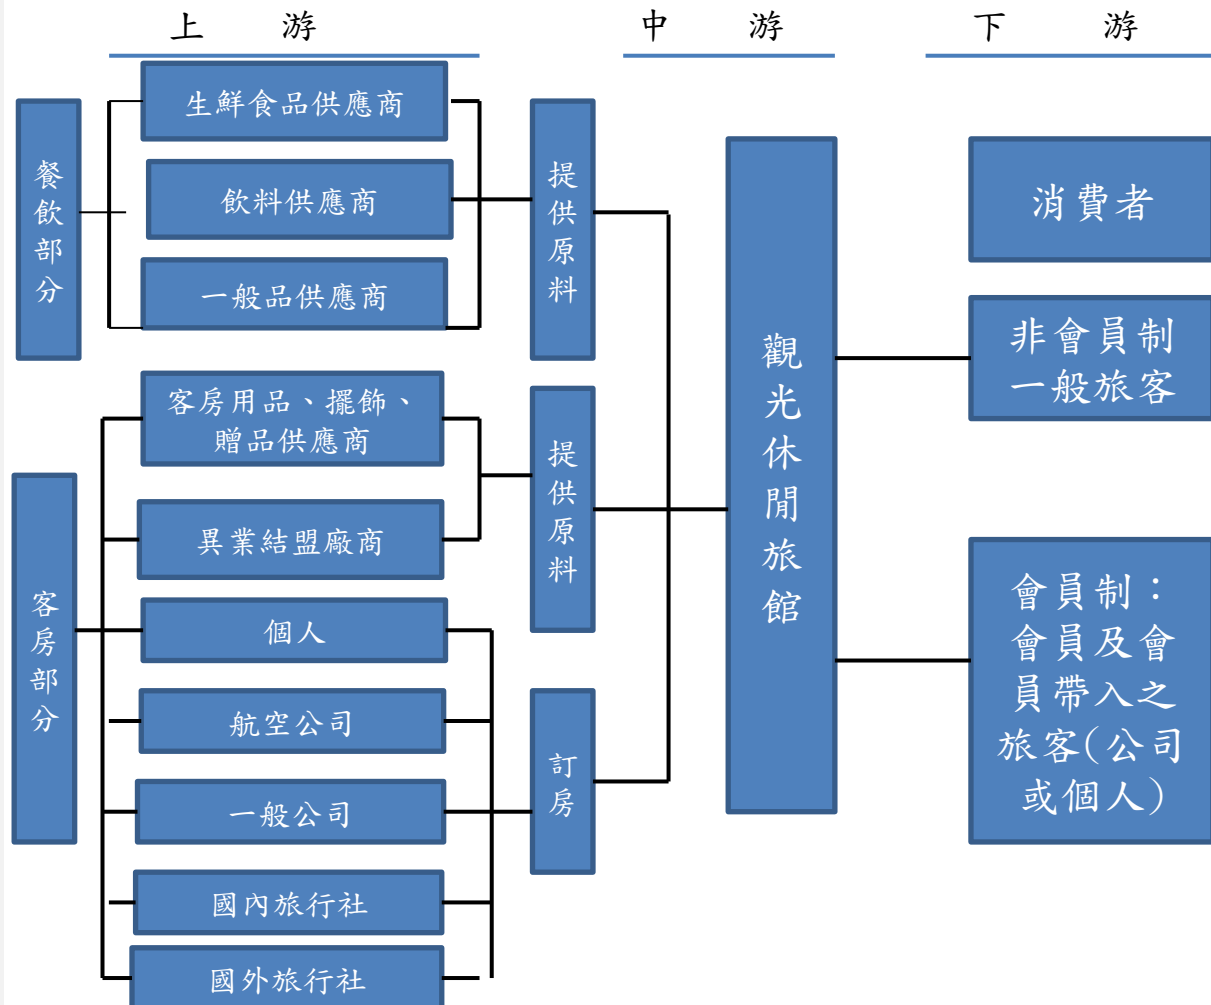 上 游
中 游
下 游
餐飲部分
生鮮食品供應商
飲料供應商
一般品供應商
提供原料
客房部分
客房用品、擺飾、
贈品供應商
異業結盟廠商
提供原料
個人
航空公司
一般公司
國內旅行社
國外旅行社
訂房
觀光休閒旅館
消費者
非會員制
一般旅客
會員制：
會員及會
員帶入之
旅客(公司
或個人)